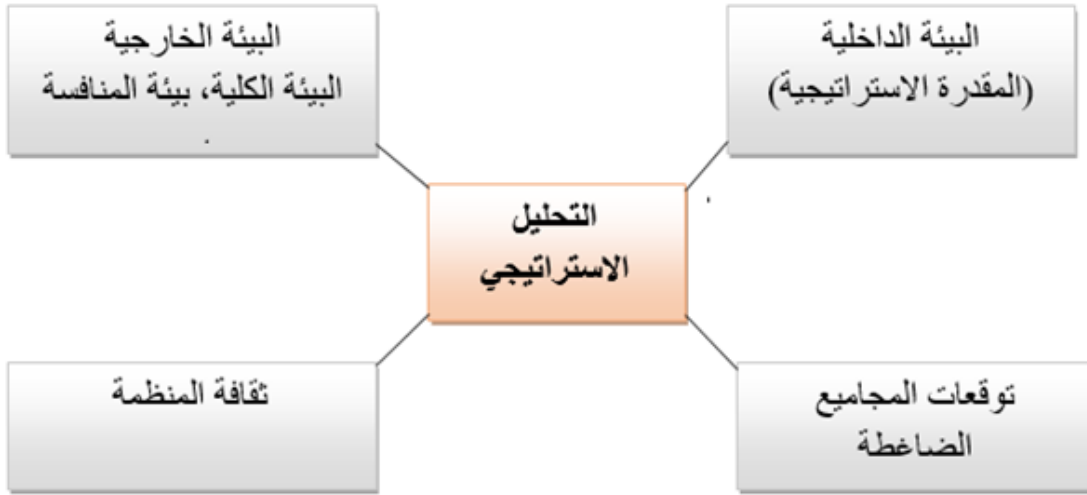 البيئة الداخلية
(المقدرة الاستراتيجية)
البيئة الخارجية
البيئة الكلية، بيئة المنافسة
.
التحليل
الاستراتيجي
توقعات المجاميع
الضاغطة
ثقافة المنظمة